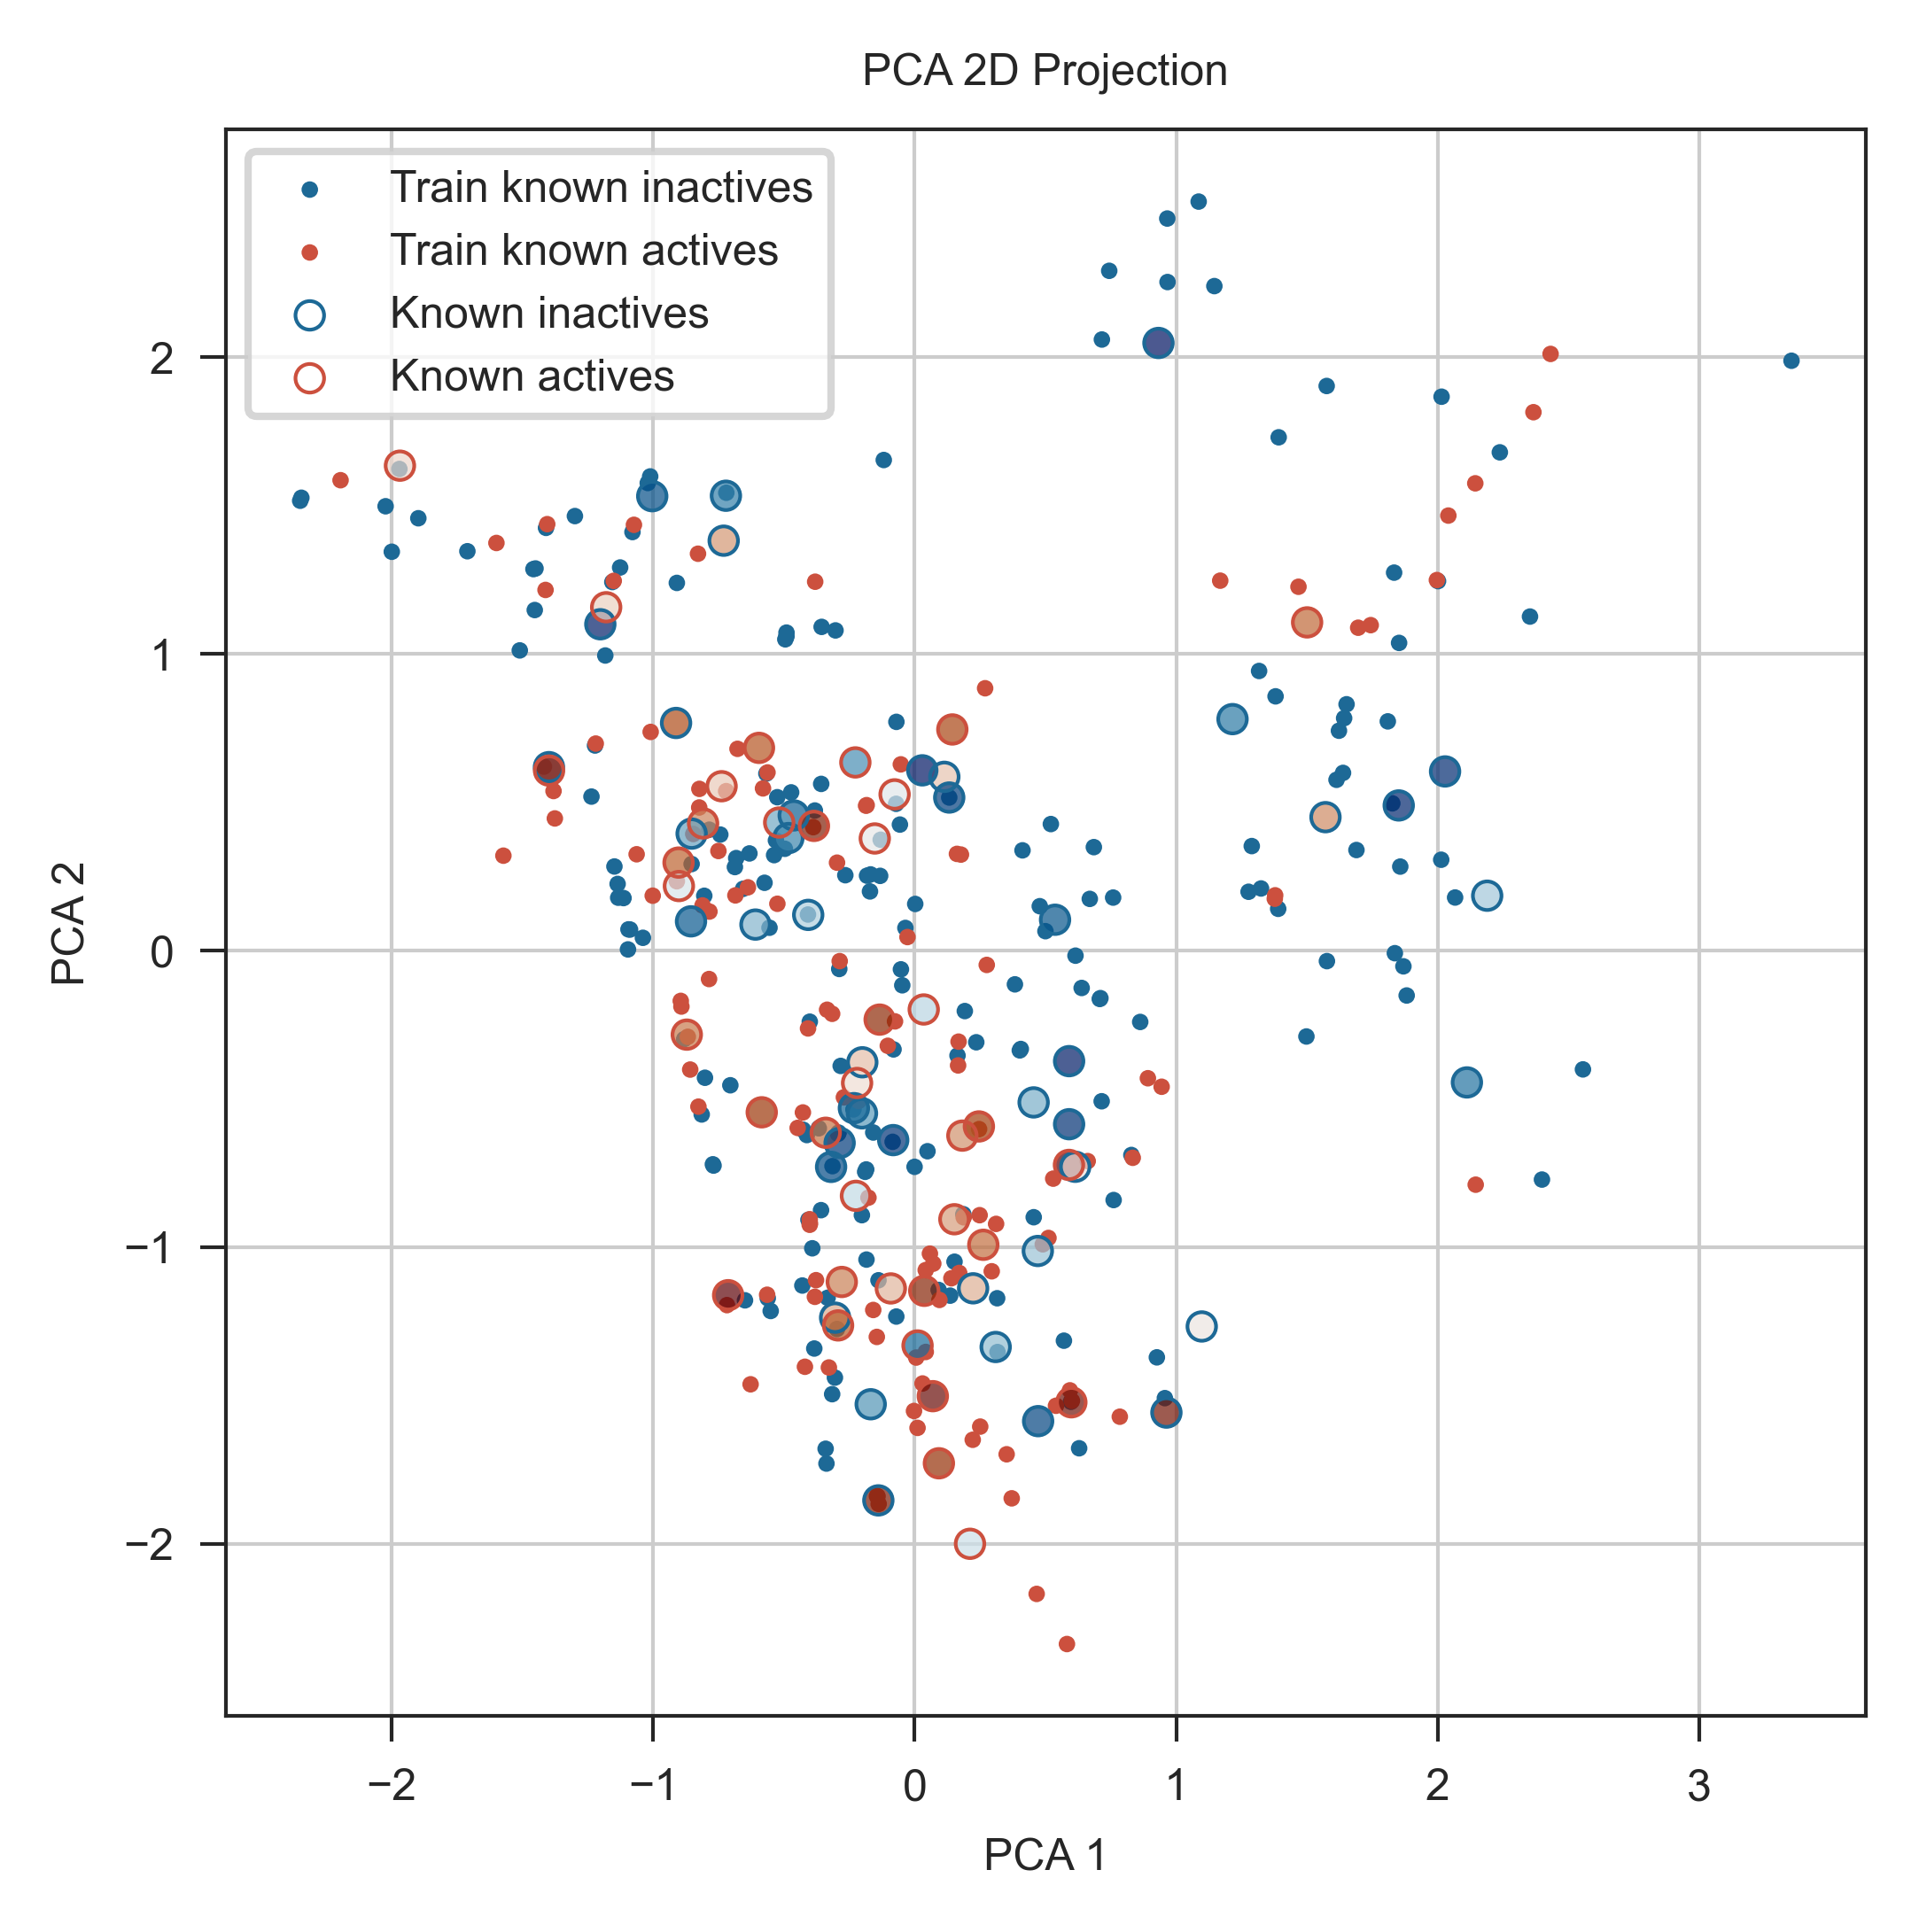 PCA 2D Projection
Train known inactives
Train known actives
Known inactives
Known actives
2
1
0
−1
−2
PCA 2
−2
−1
0
1
2
3
PCA 1